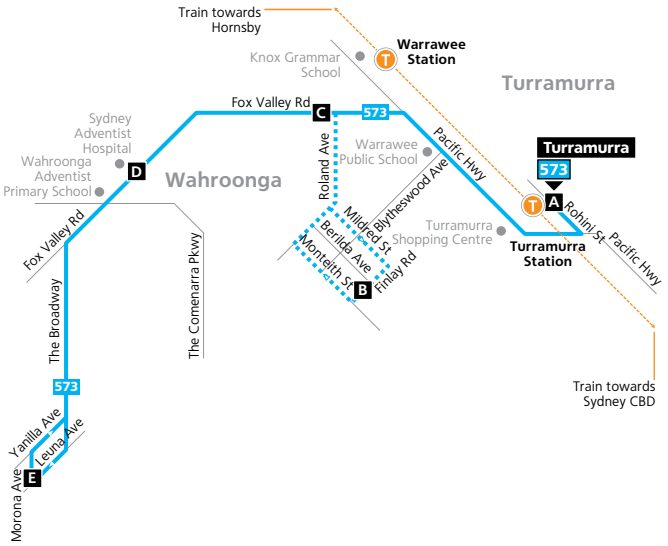 Train towards
Hornsby
Warrawee
Station
Knox Grammar
School
Turramurra
Fox Valley Rd
C
573
Sydney
Adventist
Hospital
Warrawee
Public School
Pacific Hwy
Turramurra
573
A
Roland Ave
D
Wahroonga
Adventist
Primary School
Wahroonga
Blytheswood Ave
T
T
Rohini St
Mildred St
Berilda Ave
Monteith St
Finlay Rd
B
Turramurra
Shopping Centre
Turramurra
Station
Pacific Hwy
Fox Valley Rd
The Comenarra Pkwy
The Broadway
573
Train towards
Sydney CBD
Yanilla Ave
Leuna Ave
E
Morona Ave